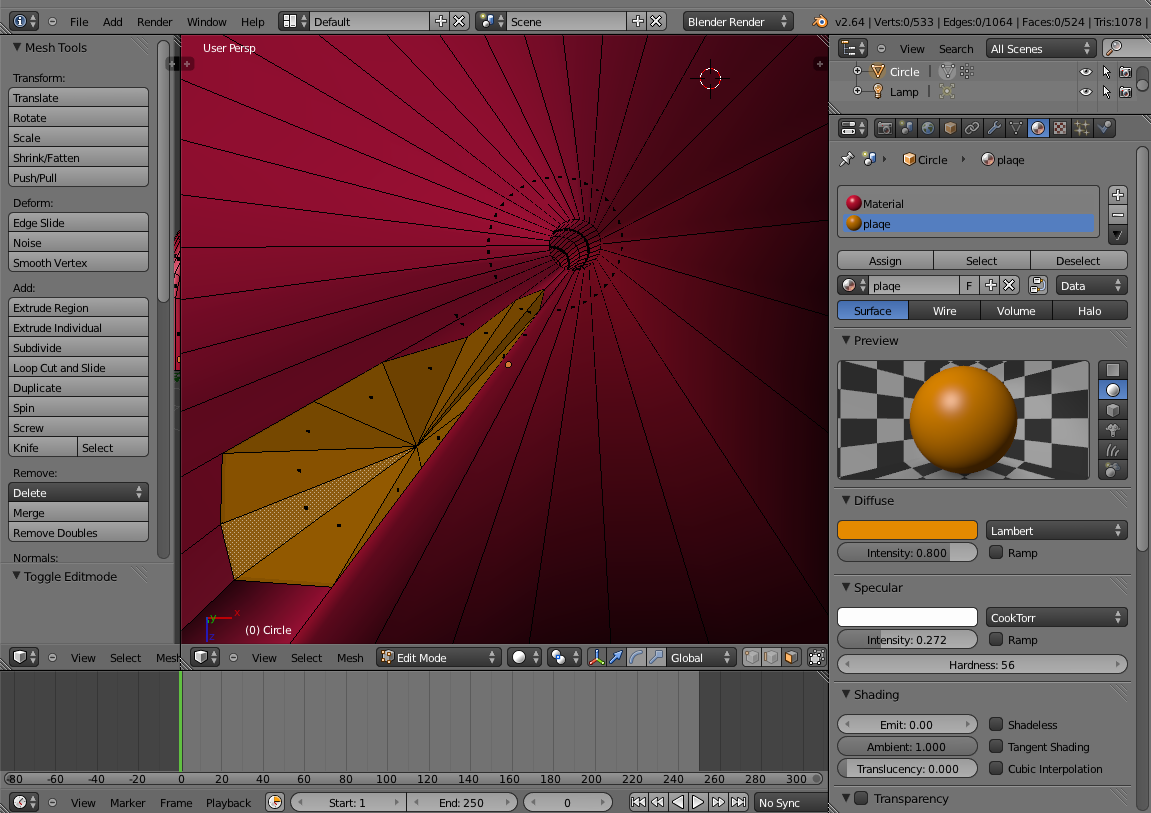 File Add Render Window Help Default Scene Blender Render v2.64 | Verts:0/533 | Edges:0/1064 | Faces:0/524 | Tris:1078 |
Mesh Tools
Transform:
Translate
Rotate
Scale
Shrink/Fatten
Push/Pull
Deform:
Edge Slide
Noise
Smooth Vertex
Add:
Extrude Region
Extrude Individual
Subdivide
Loop Cut and Slide
Duplicate
Spin
Screw
Knife Select
Remove:
Delete
Merge
Remove Doubles
Normals:
Toggle Editmode
View Select Mesh
User Persp
y x
z
(0) Circle
View Select Mesh Edit Mode Global
View Search All Scenes
Circle
Lamp
Circle plaqe
Material
plaqe
Assign Select Deselect
plaqe F Data
Surface Wire Volume Halo
Preview
Diffuse
Lambert
Intensity: 0.800 Ramp
Specular
CookTorr
Intensity: 0.272 Ramp
Hardness: 56
Shading
Emit: 0.00 Shadeless
Ambient: 1.000 Tangent Shading
Translucency: 0.000 Cubic Interpolation
Transparency
-80 -60 -40 -20 0 20 40 60 80 100 120 140 160 180 200 220 240 260 280 300
View Marker Frame Playback Start: 1 End: 250 0 No Sync